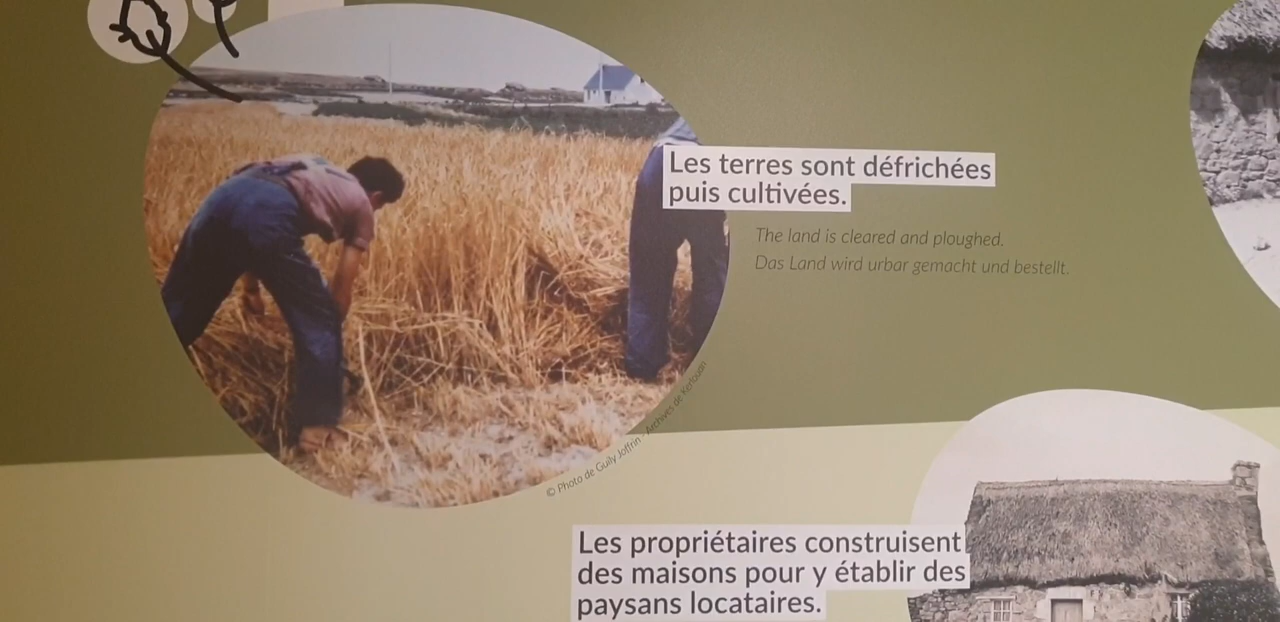 Les terres sont défrichées
puis cultivées.
The land is cleared and ploughed.
Das Land wird urbar gemacht und bestellt.
© Photo de Guily Joffrin - Archives de Kerlouan
Les propriétaires construisent
des maisons pour y établir des
paysans locataires.